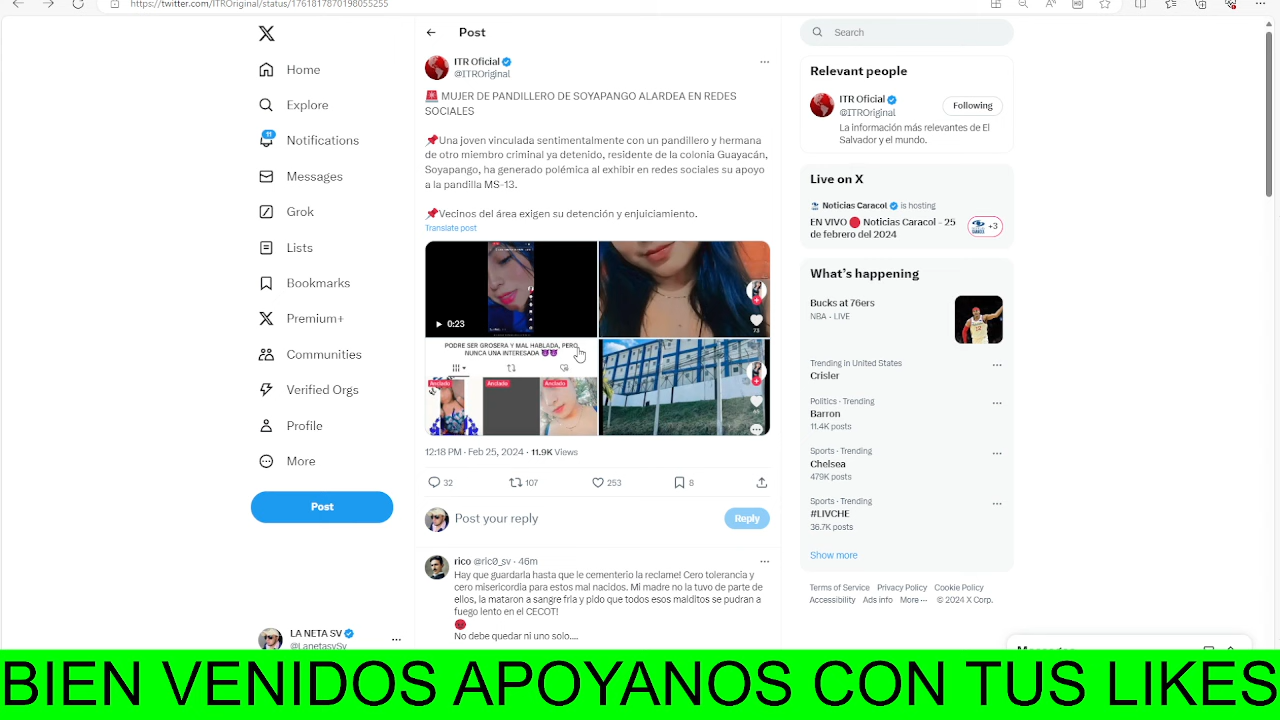 https://twitter.com/ITROriginal/status/1761817870198055255
Home
Explore
11
Notifications
Messages
Grok
Lists
Bookmarks
Premium+
Communities
Verified Orgs
Profile
More
Post
LA NETA SV
@LanetasySv
Post
ITR Oficial
@ITROriginal
🚨 MUJER DE PANDILLERO DE SOYAPANGO ALARDEA EN REDES
SOCIALES
📌Una joven vinculada sentimentalmente con un pandillero y hermana
de otro miembro criminal ya detenido, residente de la colonia Guayacán,
Soyapango, ha generado polémica al exhibir en redes sociales su apoyo
a la pandilla MS-13.
📌Vecinos del área exigen su detención y enjuiciamiento.
Translate post
0:23
73
PODRE SER GROSERA Y MAL HABLADA, PERO
NUNCA UNA INTERESADA 😈😈
Anclado
Anclado
Anclado
12:18 PM · Feb 25, 2024 · 11.9K Views
32
107
253
8
Post your reply
Reply
rico @ric0_sv · 46m
Hay que guardarla hasta que le cementerio la reclame! Cero tolerancia y
cero misericordia para estos mal nacidos. Mi madre no la tuvo de parte de
ellos, la mataron a sangre fría y pido que todos esos malditos se pudran a
fuego lento en el CECOT!
😡
No debe quedar ni uno solo....
Search
Relevant people
ITR Oficial
@ITROriginal
Following
La información más relevantes de El
Salvador y el mundo.
Live on X
Noticias Caracol is hosting
EN VIVO 🔴 Noticias Caracol - 25
de febrero del 2024
+3
What's happening
Bucks at 76ers
NBA · LIVE
Trending in United States
Crisler
Politics · Trending
Barron
11.4K posts
Sports · Trending
Chelsea
479K posts
Sports · Trending
#LIVCHE
36.7K posts
Show more
Terms of Service Privacy Policy Cookie Policy
Accessibility Ads info More ··· © 2024 X Corp.
BIEN VENIDOS APOYANOS CON TUS LIKES